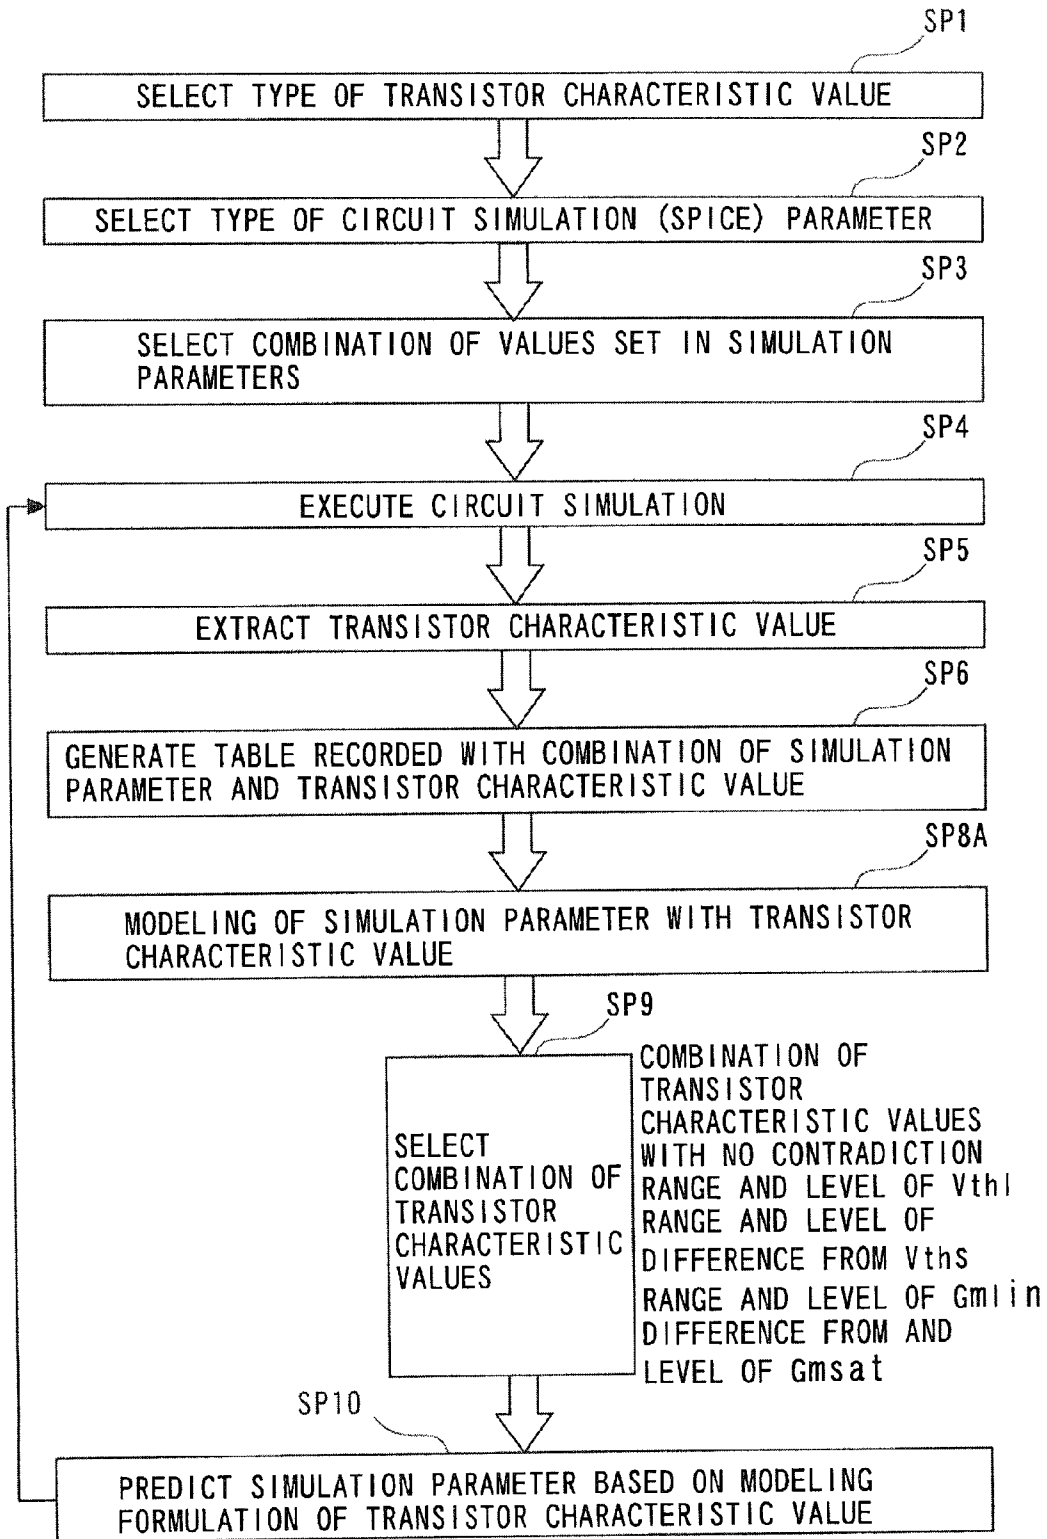 SP1
SELECT TYPE OF TRANSISTOR CHARACTERISTIC VALUE
SP2
SELECT TYPE OF CIRCUIT SIMULATION (SPICE) PARAMETER
SP3
SELECT COMBINATION OF VALUES SET IN SIMULATION
PARAMETERS
SP4
EXECUTE CIRCUIT SIMULATION
SP5
EXTRACT TRANSISTOR CHARACTERISTIC VALUE
SP6
GENERATE TABLE RECORDED WITH COMBINATION OF SIMULATION
PARAMETER AND TRANSISTOR CHARACTERISTIC VALUE
SP8A
MODELING OF SIMULATION PARAMETER WITH TRANSISTOR
CHARACTERISTIC VALUE
SP9
SELECT
COMBINATION OF
TRANSISTOR
CHARACTERISTIC
VALUES
COMBINATION OF
TRANSISTOR
CHARACTERISTIC VALUES
WITH NO CONTRADICTION
RANGE AND LEVEL OF Vthl
RANGE AND LEVEL OF
DIFFERENCE FROM Vths
RANGE AND LEVEL OF Gmlin
DIFFERENCE FROM AND
LEVEL OF Gmsat
SP10
PREDICT SIMULATION PARAMETER BASED ON MODELING
FORMULATION OF TRANSISTOR CHARACTERISTIC VALUE